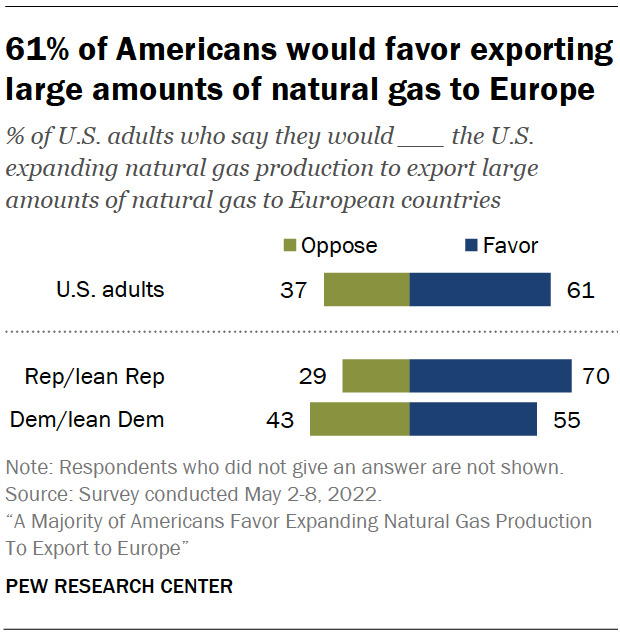 61% of Americans would favor exporting
large amounts of natural gas to Europe
% of U.S. adults who say they would ___ the U.S.
expanding natural gas production to export large
amounts of natural gas to European countries
Oppose Favor
U.S. adults 37 61
Rep/lean Rep 29 70
Dem/lean Dem 43 55
Note: Respondents who did not give an answer are not shown.
Source: Survey conducted May 2-8, 2022.
“A Majority of Americans Favor Expanding Natural Gas Production
To Export to Europe”
PEW RESEARCH CENTER